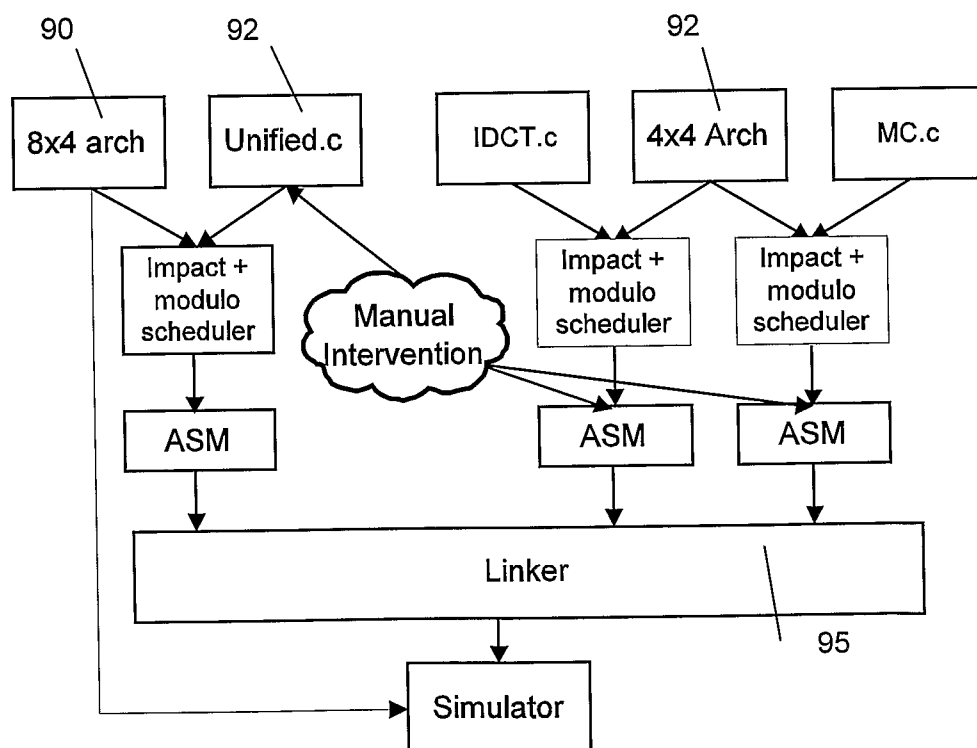 90
92
92
8x4 arch
Unified.c
IDCT.c
4x4 Arch
MC.c
Impact +
modulo
scheduler
Manual
Intervention
Impact +
modulo
scheduler
Impact +
modulo
scheduler
ASM
ASM
ASM
Linker
95
Simulator